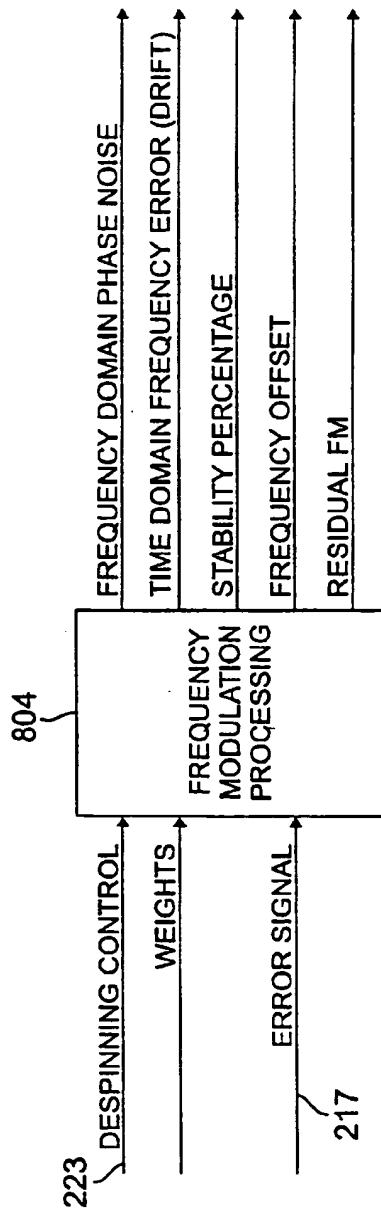 804
223
DESPINNING CONTROL
WEIGHTS
ERROR SIGNAL
217
FREQUENCY
MODULATION
PROCESSING
FREQUENCY DOMAIN PHASE NOISE
TIME DOMAIN FREQUENCY ERROR (DRIFT)
STABILITY PERCENTAGE
FREQUENCY OFFSET
RESIDUAL FM